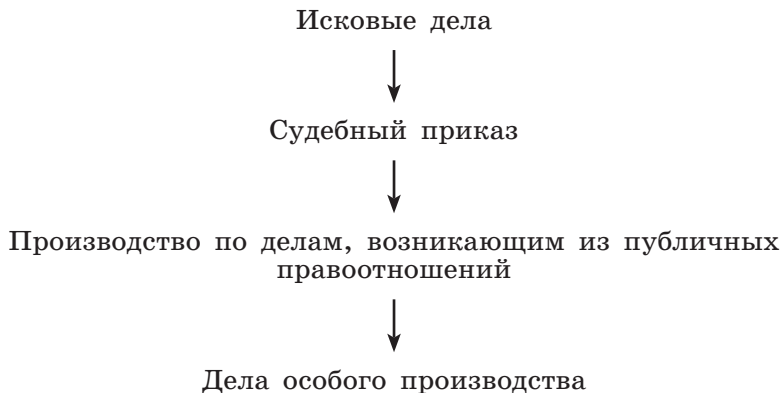 Исковые дела
Судебный приказ
Производство по делам, возникающим из публичных
правоотношений
Дела особого производства